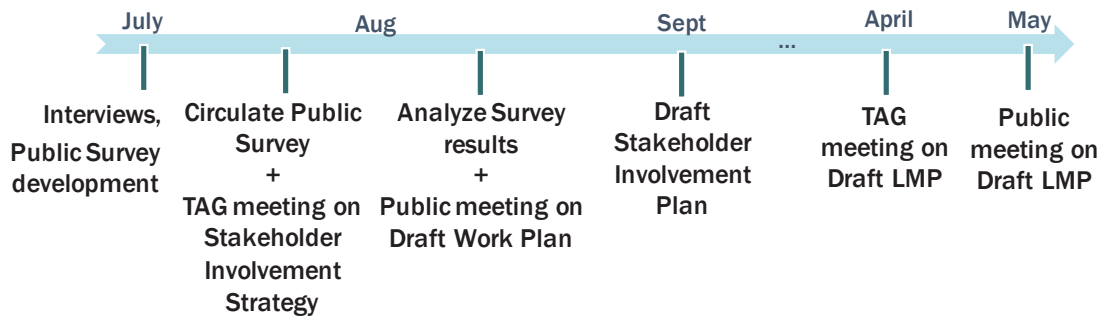 July
Aug
Sept
...
April
May
Interviews,
Public Survey
development
Circulate Public
Survey
+
TAG meeting on
Stakeholder
Involvement
Strategy
Analyze Survey
results
+
Public meeting on
Draft Work Plan
Draft
Stakeholder
Involvement
Plan
TAG
meeting on
Draft LMP
Public
meeting on
Draft LMP